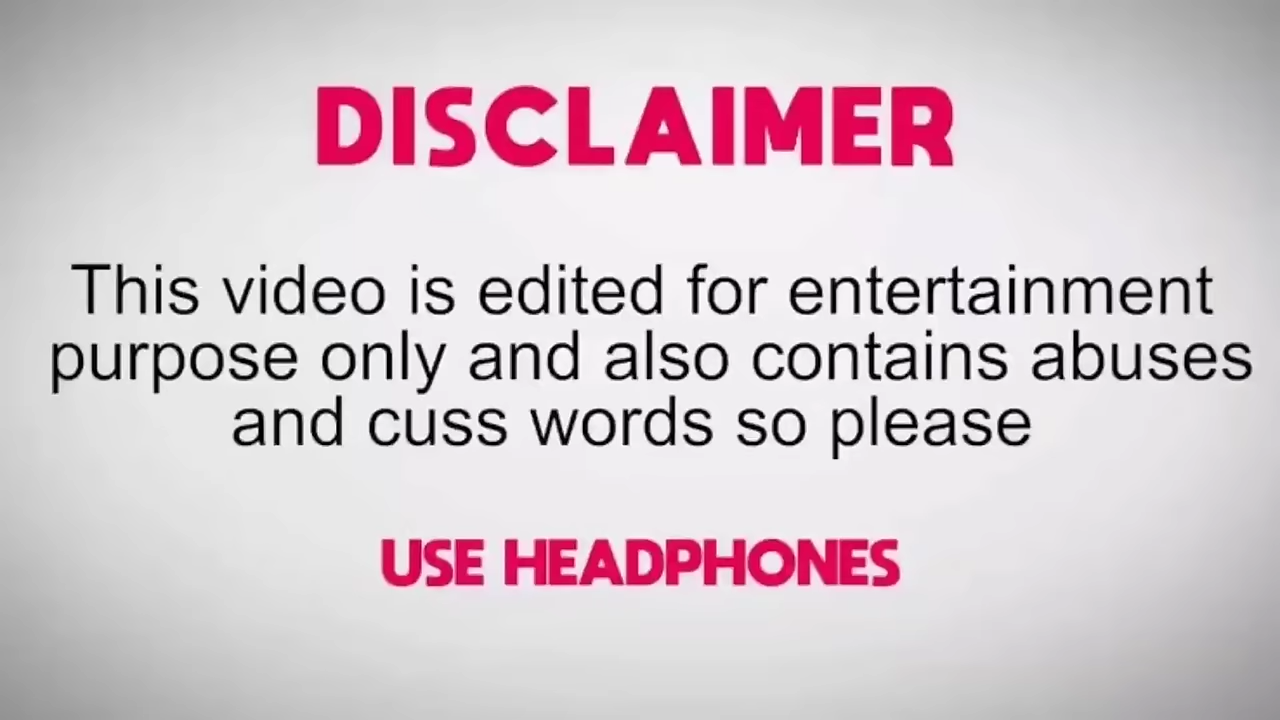 DISCLAIMER
This video is edited for entertainment
purpose only and also contains abuses
and cuss words so please
USE HEADPHONES